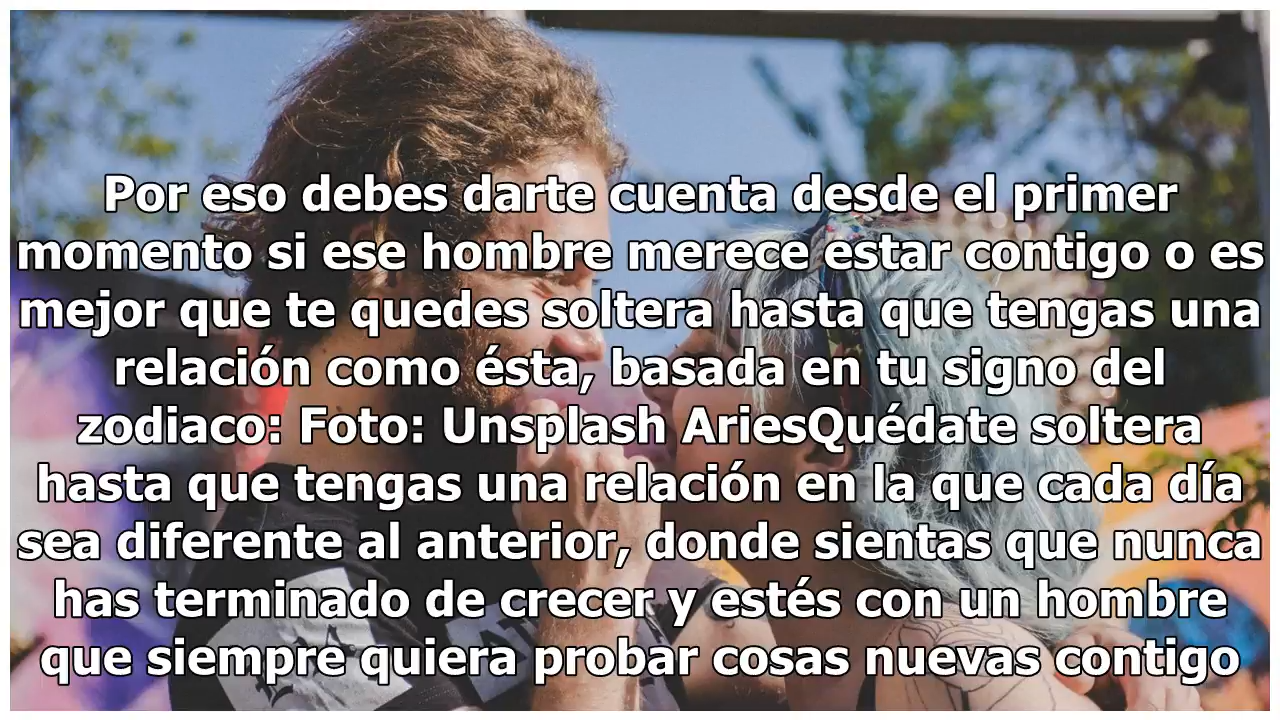 Por eso debes darte cuenta desde el primer
momento si ese hombre merece estar contigo o es
mejor que te quedes soltera hasta que tengas una
relación como ésta, basada en tu signo del
zodiaco: Foto: Unsplash AriesQuédate soltera
hasta que tengas una relación en la que cada día
sea diferente al anterior, donde sientas que nunca
has terminado de crecer y estés con un hombre
que siempre quiera probar cosas nuevas contigo